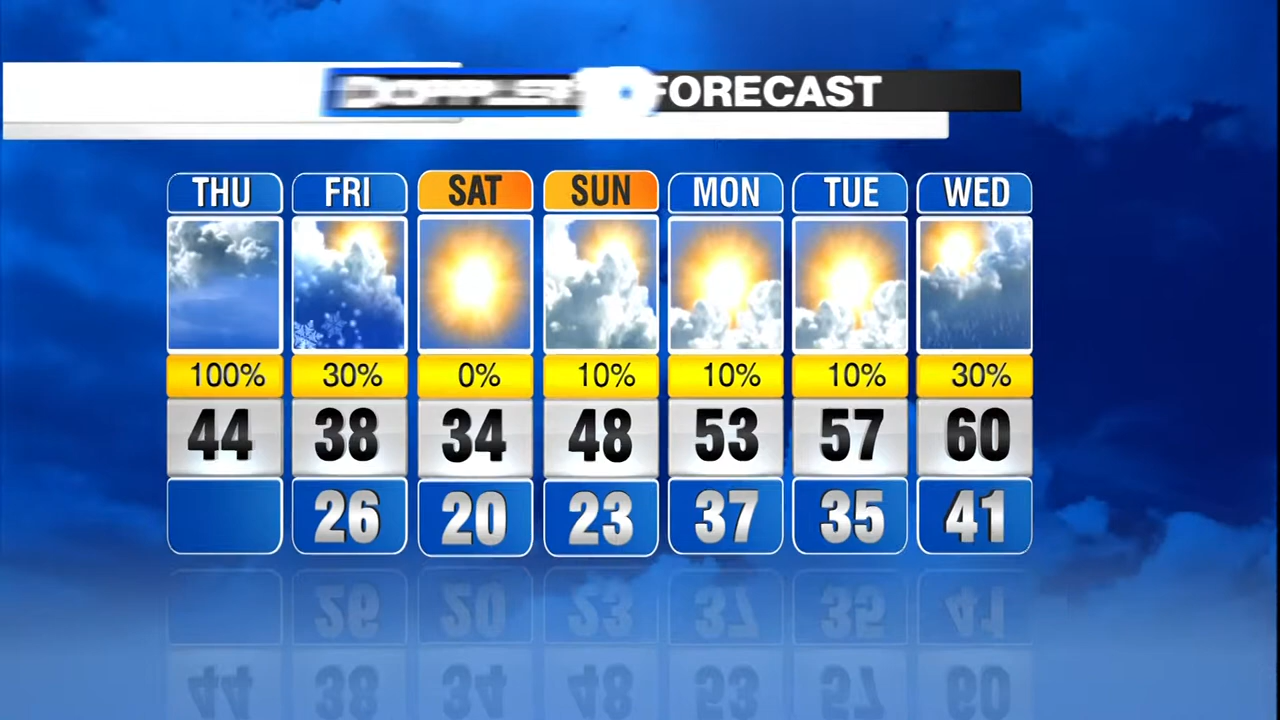 FORECAST
THU FRI SAT SUN MON TUE WED
100% 30% 0% 10% 10% 10% 30%
44 38 34 48 53 57 60
26 20 23 37 35 41